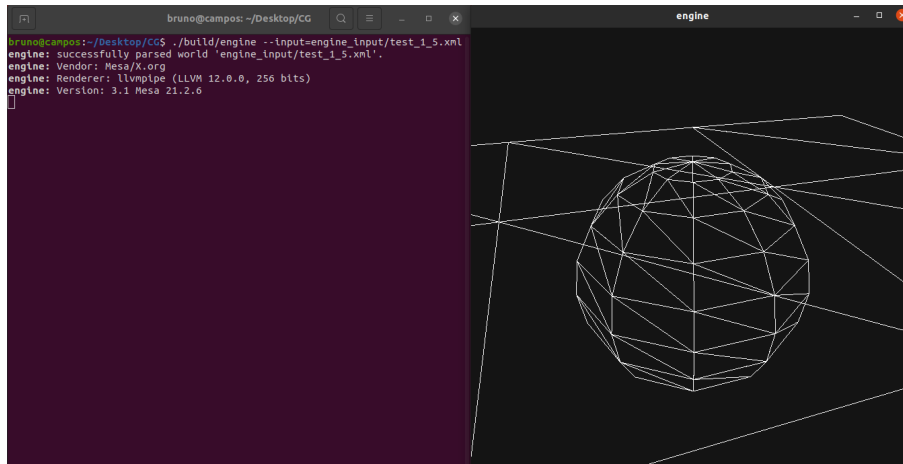 bruno@campos: ~/Desktop/CG
engine
bruno@campos:~/Desktop/CG$ ./build/engine --input=engine_input/test_1_5.xml
engine: successfully parsed world 'engine_input/test_1_5.xml'.
engine: Vendor: Mesa/X.org
engine: Renderer: llvmpipe (LLVM 12.0.0, 256 bits)
engine: Version: 3.1 Mesa 21.2.6